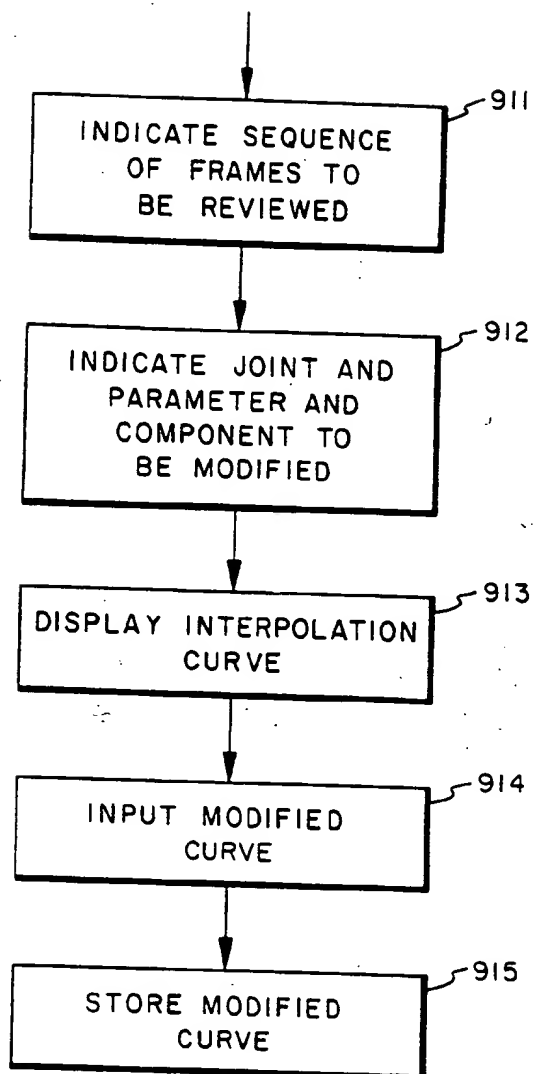 911
INDICATE SEQUENCE
OF FRAMES TO
BE REVIEWED
912
INDICATE JOINT AND
PARAMETER AND
COMPONENT TO
BE MODIFIED
913
DISPLAY INTERPOLATION
CURVE
914
INPUT MODIFIED
CURVE
915
STORE MODIFIED
CURVE